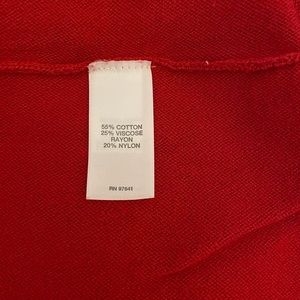 55% COTTON
25% VISCOSE
RAYON
20% NYLON
RN 97641